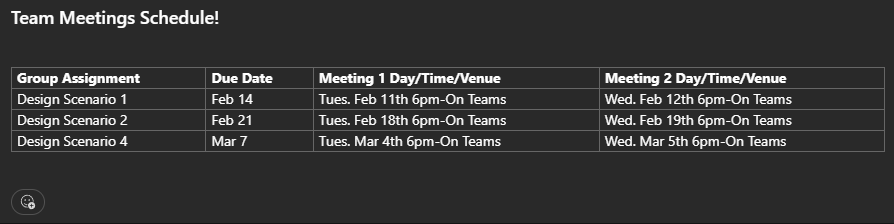 Team Meetings Schedule!
Group Assignment Due Date Meeting 1 Day/Time/Venue Meeting 2 Day/Time/Venue
Design Scenario 1 Feb 14 Tues. Feb 11th 6pm-On Teams Wed. Feb 12th 6pm-On Teams
Design Scenario 2 Feb 21 Tues. Feb 18th 6pm-On Teams Wed. Feb 19th 6pm-On Teams
Design Scenario 4 Mar 7 Tues. Mar 4th 6pm-On Teams Wed. Mar 5th 6pm-On Teams